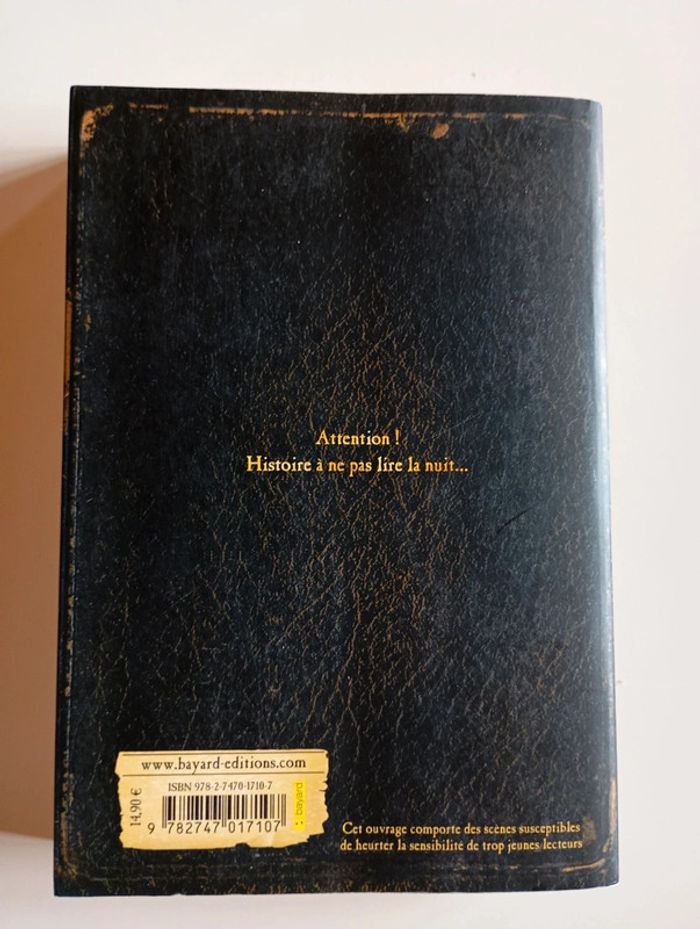 Attention !
Histoire à ne pas lire la nuit...
www.bayard-editions.com
ISBN 978-2-7470-1710-7
14,90 €
bayard
9 782747 017107
Cet ouvrage comporte des scènes susceptibles
de heurter la sensibilité de trop jeunes lecteurs